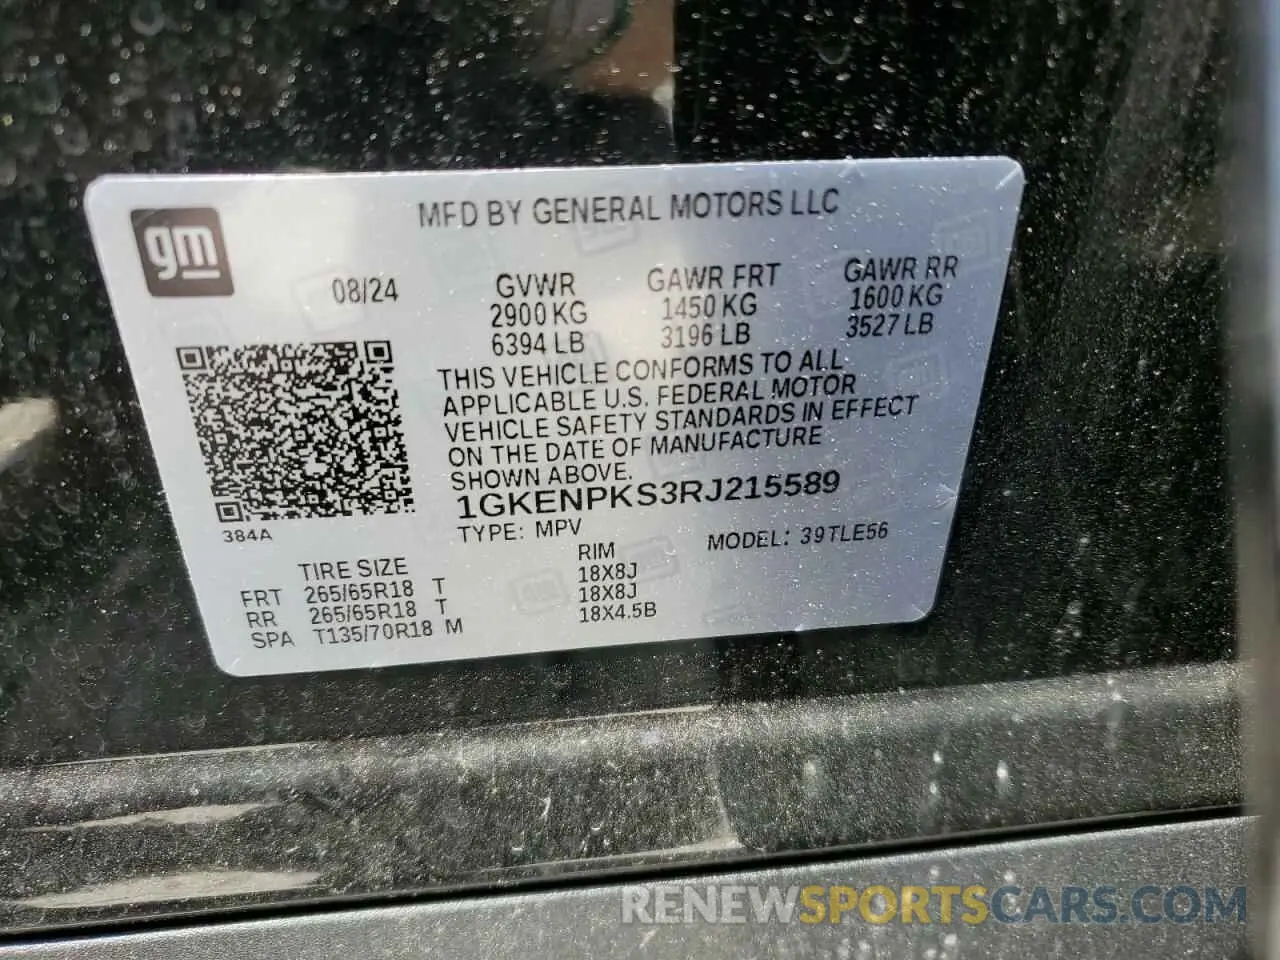 MFD BY GENERAL MOTORS LLC
gm
08/24 GVWR GAWR FRT GAWR RR
2900 KG 1450 KG 1600 KG
6394 LB 3196 LB 3527 LB
THIS VEHICLE CONFORMS TO ALL
APPLICABLE U.S. FEDERAL MOTOR
VEHICLE SAFETY STANDARDS IN EFFECT
ON THE DATE OF MANUFACTURE
SHOWN ABOVE.
1GKENPKS3RJ215589
384A TYPE: MPV MODEL: 39TLE56
TIRE SIZE RIM
FRT 265/65R18 T 18X8J
RR 265/65R18 T 18X8J
SPA T135/70R18 M 18X4.5B
RENEWSPORTSCARS.COM